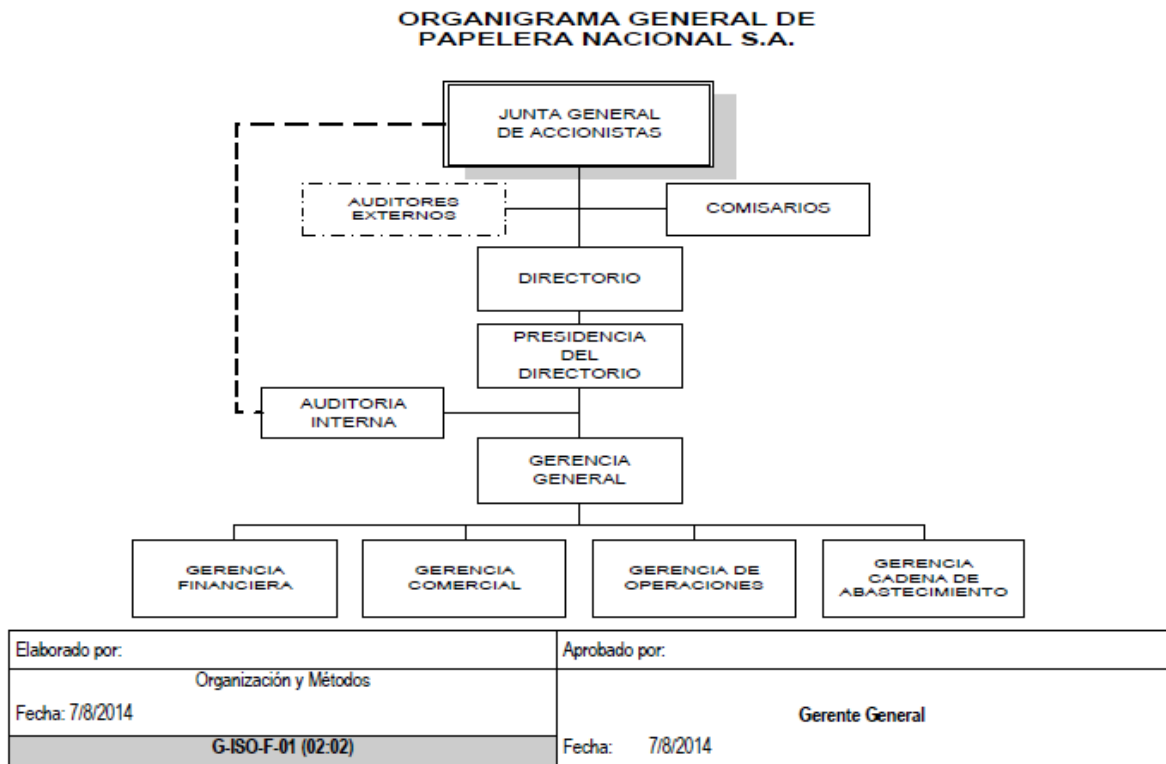 ORGANIGRAMA GENERAL DE
PAPELERA NACIONAL S.A.
JUNTA GENERAL
DE ACCIONISTAS
AUDITORES
EXTERNOS
COMISARIOS
DIRECTORIO
PRESIDENCIA
DEL
DIRECTORIO
AUDITORIA
INTERNA
GERENCIA
GENERAL
GERENCIA
FINANCIERA
GERENCIA
COMERCIAL
GERENCIA DE
OPERACIONES
GERENCIA
CADENA DE
ABASTECIMIENTO
Elaborado por:
Organización y Métodos
Fecha: 7/8/2014
G-ISO-F-01 (02:02)
Aprobado por:
Gerente General
Fecha: 7/8/2014